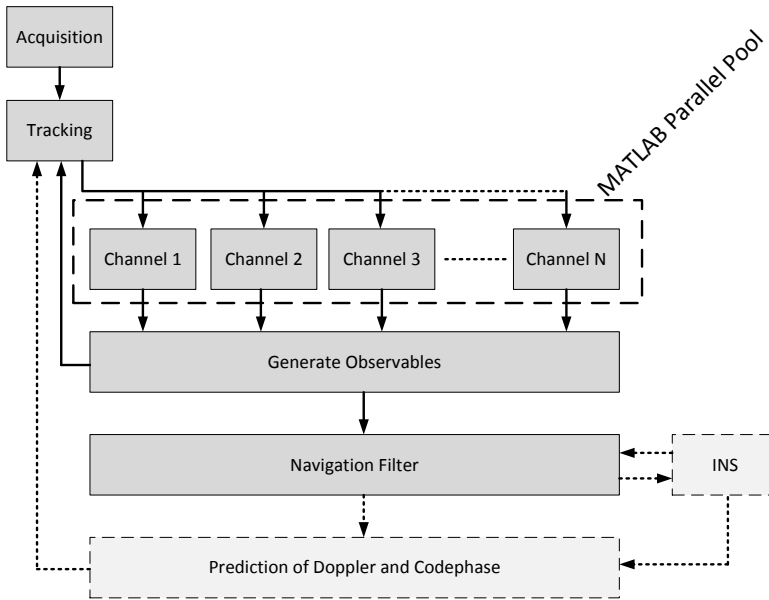 Acquisition
Tracking
MATLAB Parallel Pool
Channel 1
Channel 2
Channel 3
Channel N
Generate Observables
Navigation Filter
INS
Prediction of Doppler and Codephase